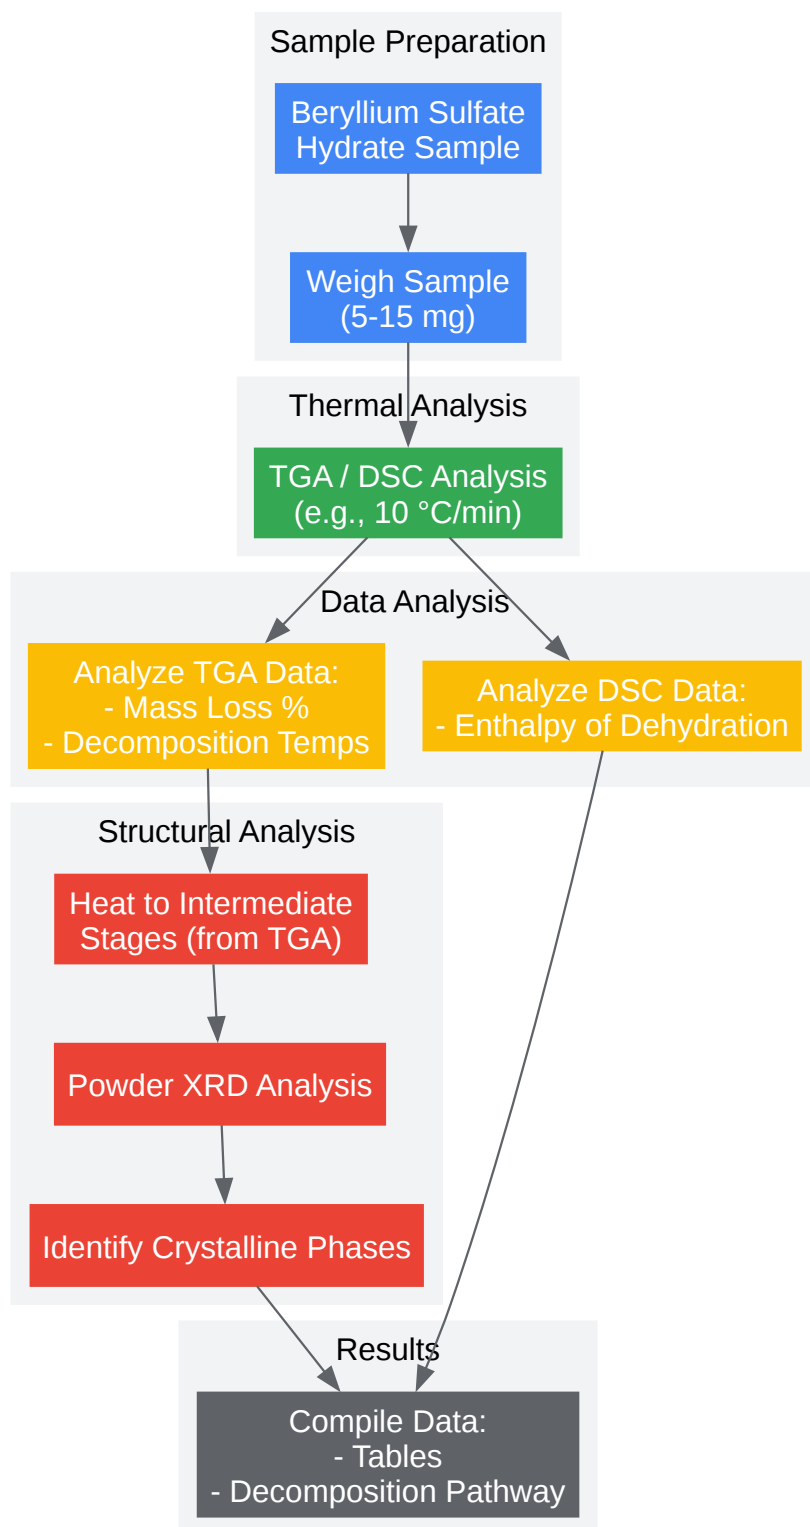 Sample Preparation
Beryllium Sulfate
Hydrate Sample
Weigh Sample
(5-15 mg)
Thermal Analysis
TGA / DSC Analysis
(e.g., 10 °C/min)
Data Analysis
Analyze TGA Data:
- Mass Loss %
- Decomposition Temps
Analyze DSC Data:
- Enthalpy of Dehydration
Structural Analysis
Heat to Intermediate
Stages (from TGA)
Powder XRD Analysis
Identify Crystalline Phases
Results
Compile Data:
- Tables
- Decomposition Pathway